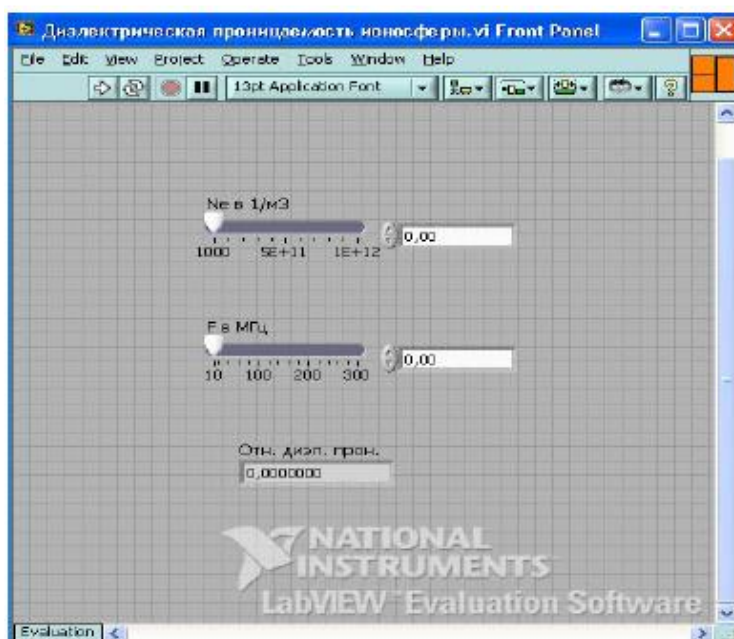 Диэлектрическая проницаемость ионосферы.vi Front Panel
File Edit View Project Operate Tools Window Help
13pt Application Font
Ne в 1/м3
0,00
1000 5E+11 1E+12
F в МГц
0,00
10 100 200 300
Отн. диэл. прон.
0,0000000
NATIONAL
INSTRUMENTS
LabVIEW Evaluation Software
Evaluation